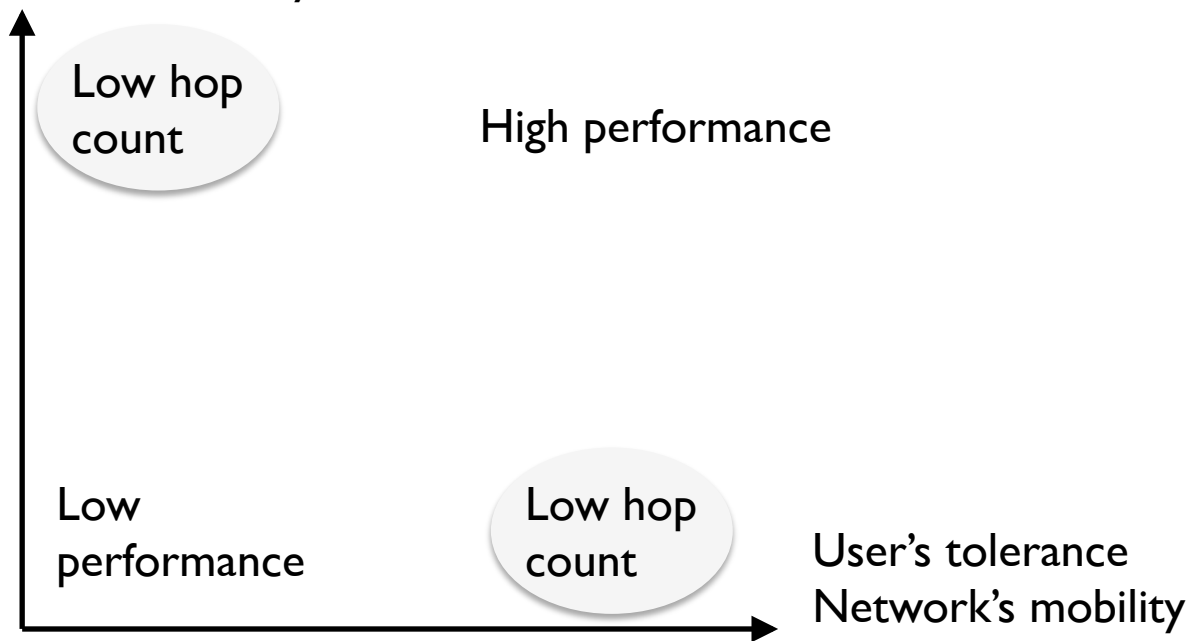 Low hop
count
High performance
Low
performance
Low hop
count
User's tolerance
Network's mobility